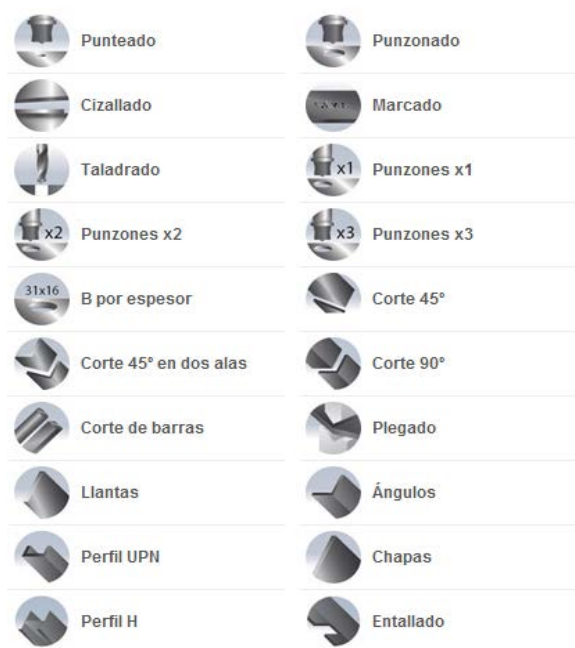 Punteado
Punzonado
Cizallado
Marcado
Taladrado
x1 Punzones x1
x2 Punzones x2
x3 Punzones x3
31x16 B por espesor
Corte 45°
Corte 45° en dos alas
Corte 90°
Corte de barras
Plegado
Llantas
Ángulos
Perfil UPN
Chapas
Perfil H
Entallado